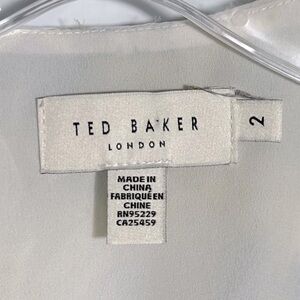 TED BAKER
LONDON
2
MADE IN
CHINA
FABRIQUÉ EN
CHINE
RN95229
CA25459